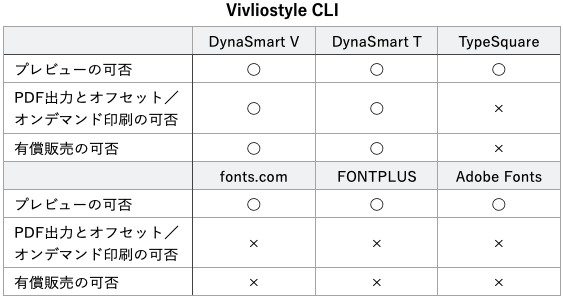 Vivliostyle CLI
DynaSmart V DynaSmart T TypeSquare
プレビューの可否 ○ ○ ○
PDF出力とオフセット／
オンデマンド印刷の可否 ○ ○ ×
有償販売の可否 ○ ○ ×
fonts.com FONTPLUS Adobe Fonts
プレビューの可否 ○ ○ ○
PDF出力とオフセット／
オンデマンド印刷の可否 × × ×
有償販売の可否 × × ×